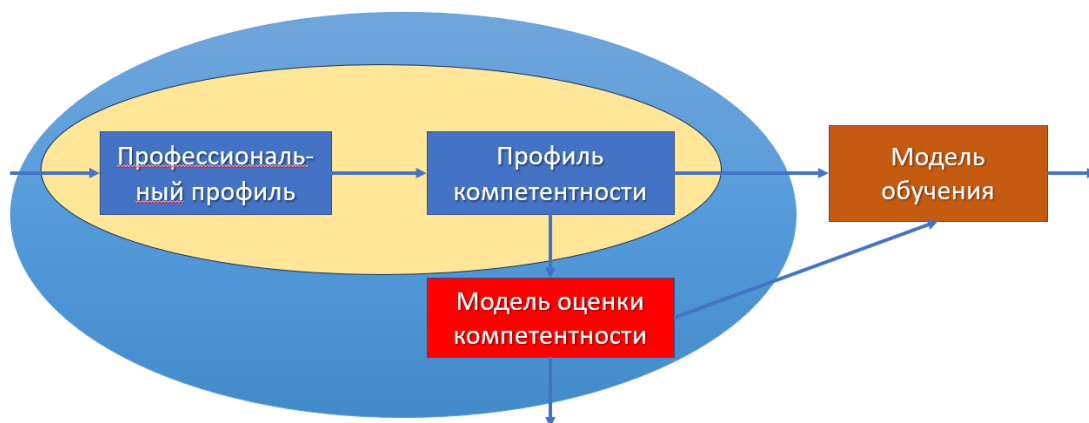 Профессиональ-
ный профиль
Профиль
компетентности
Модель
обучения
Модель оценки
компетентности